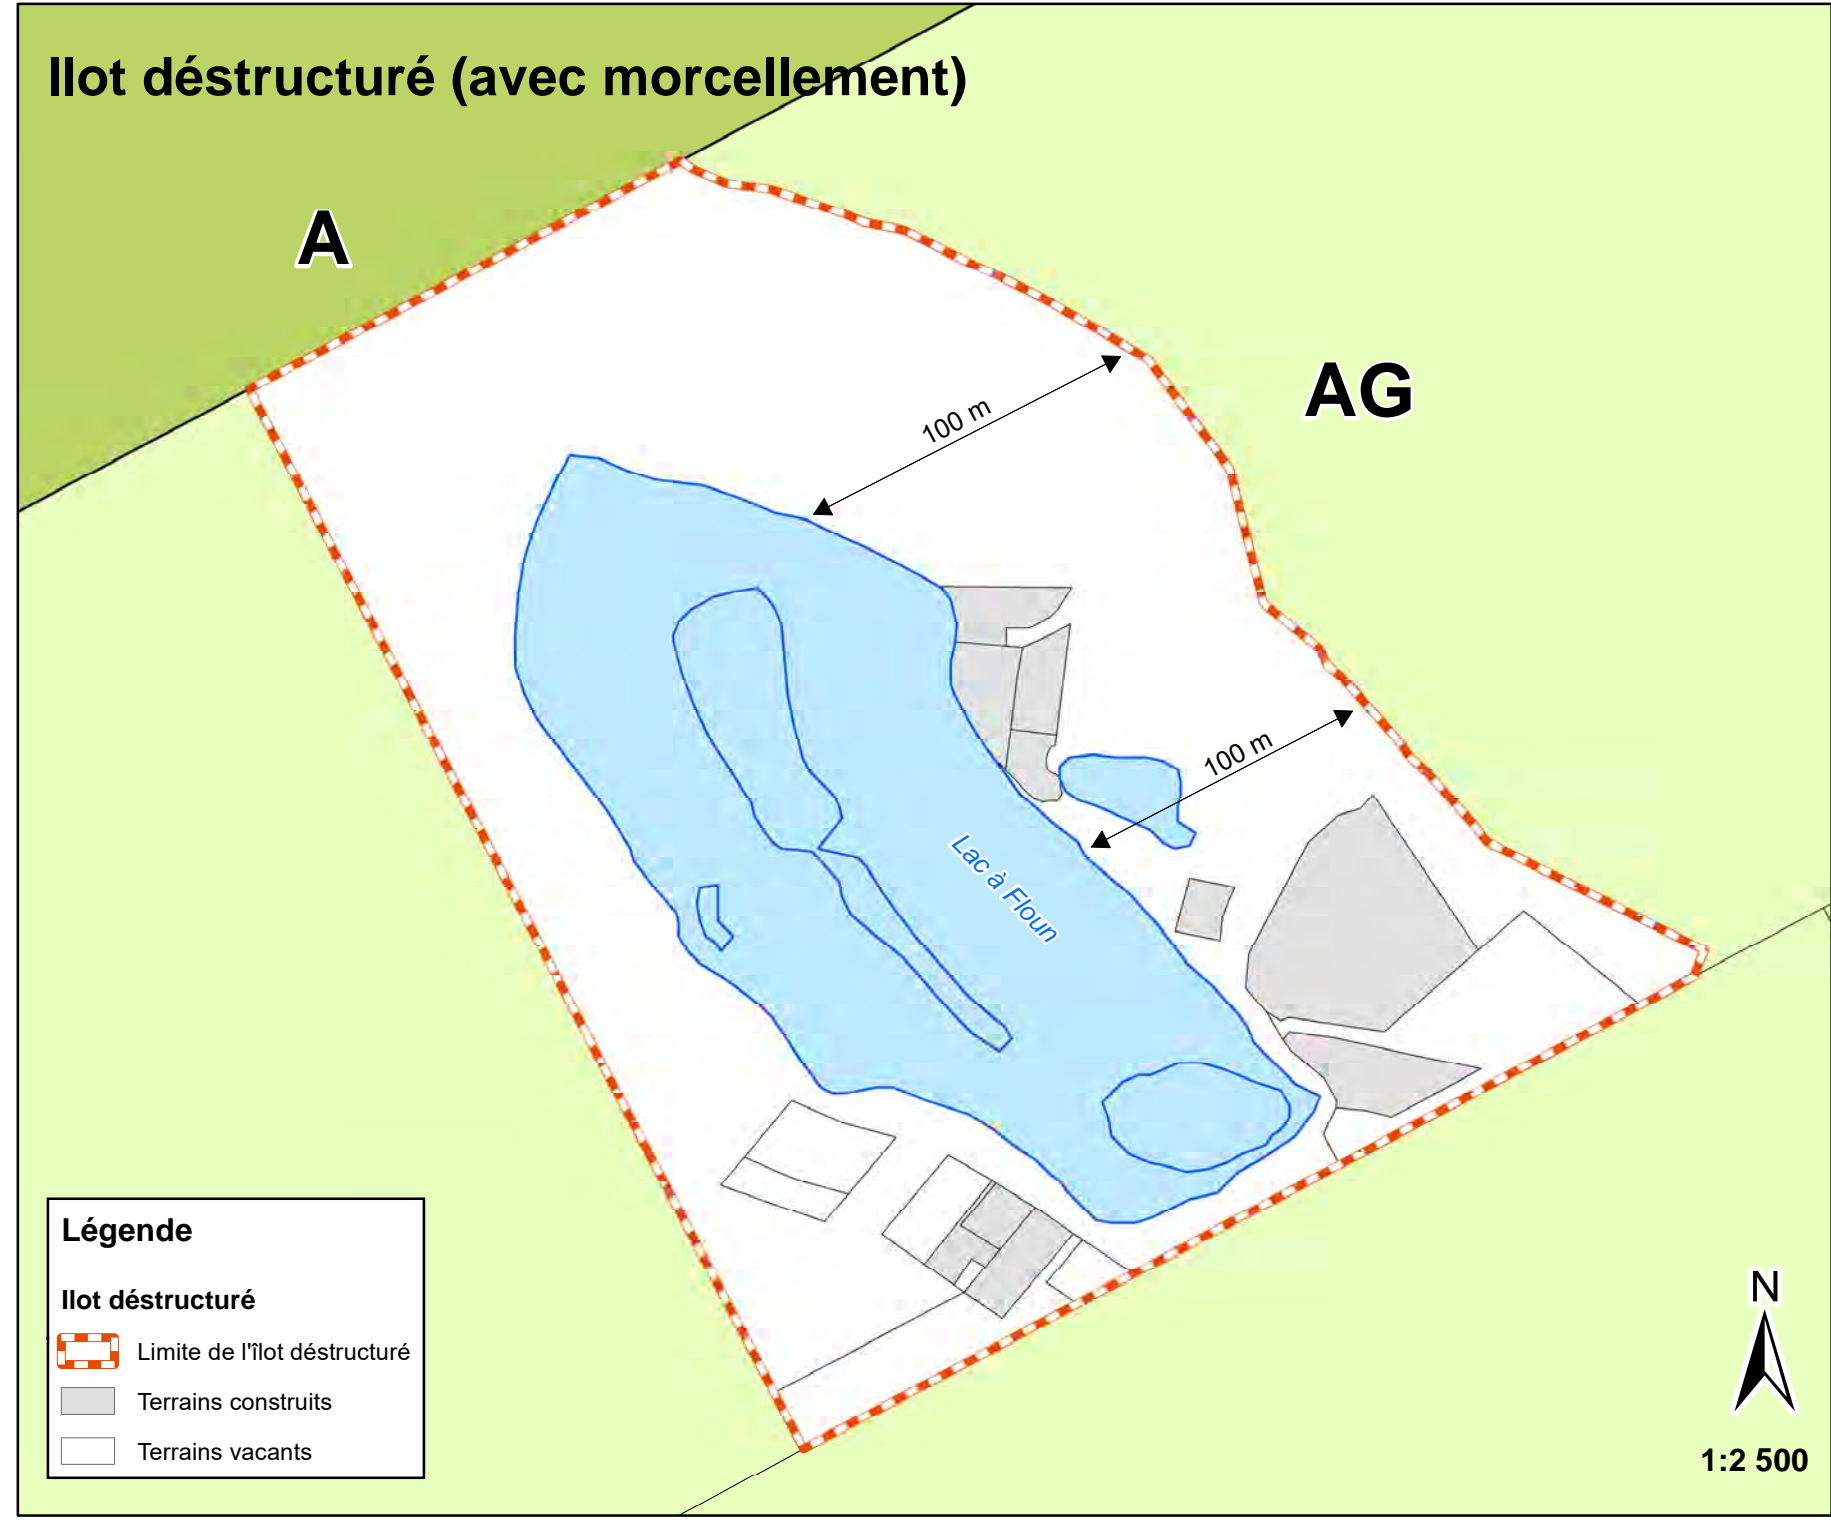 Ilot déstructuré (avec morcellement)
A
AG
100 m
100 m
Lac à Floun
Légende
Ilot déstructuré
Limite de l'îlot déstructuré
Terrains construits
Terrains vacants
N
1:2 500